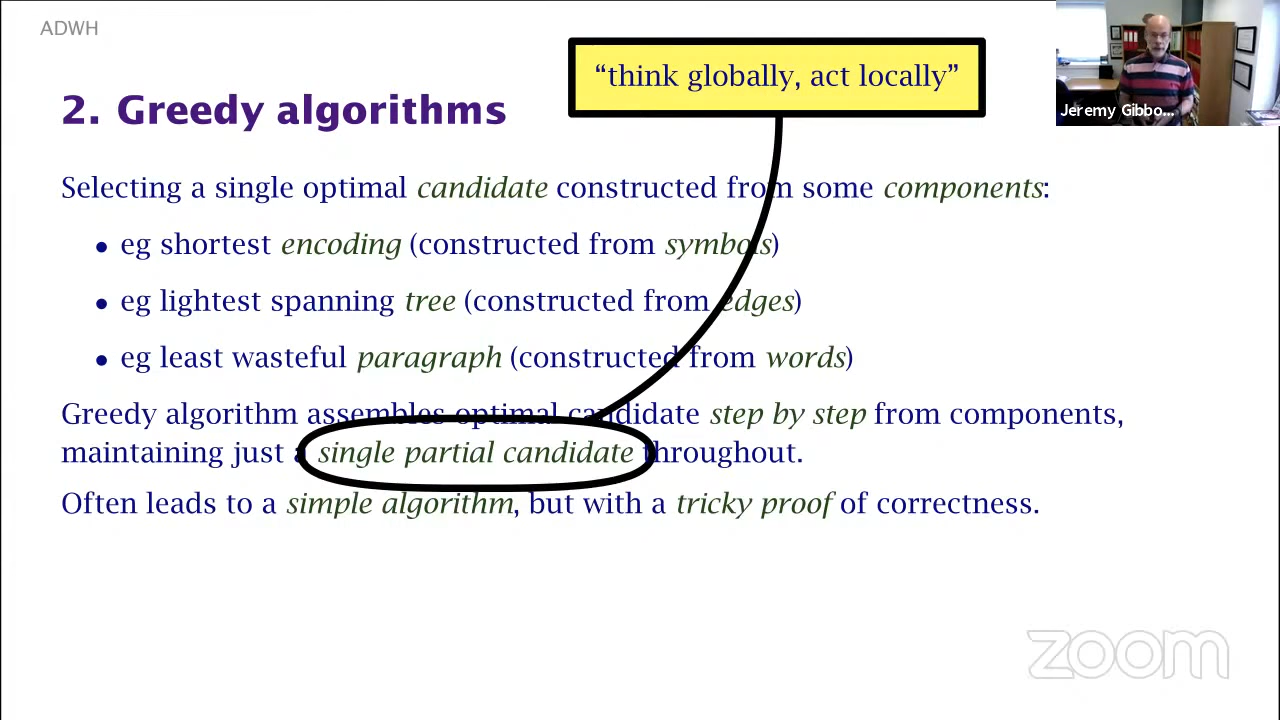 ADWH
“think globally, act locally”
Jeremy Gibbo...
2. Greedy algorithms
Selecting a single optimal candidate constructed from some components:
• eg shortest encoding (constructed from symbols)
• eg lightest spanning tree (constructed from edges)
• eg least wasteful paragraph (constructed from words)
Greedy algorithm assembles optimal candidate step by step from components,
maintaining just a single partial candidate throughout.
Often leads to a simple algorithm, but with a tricky proof of correctness.
zoom